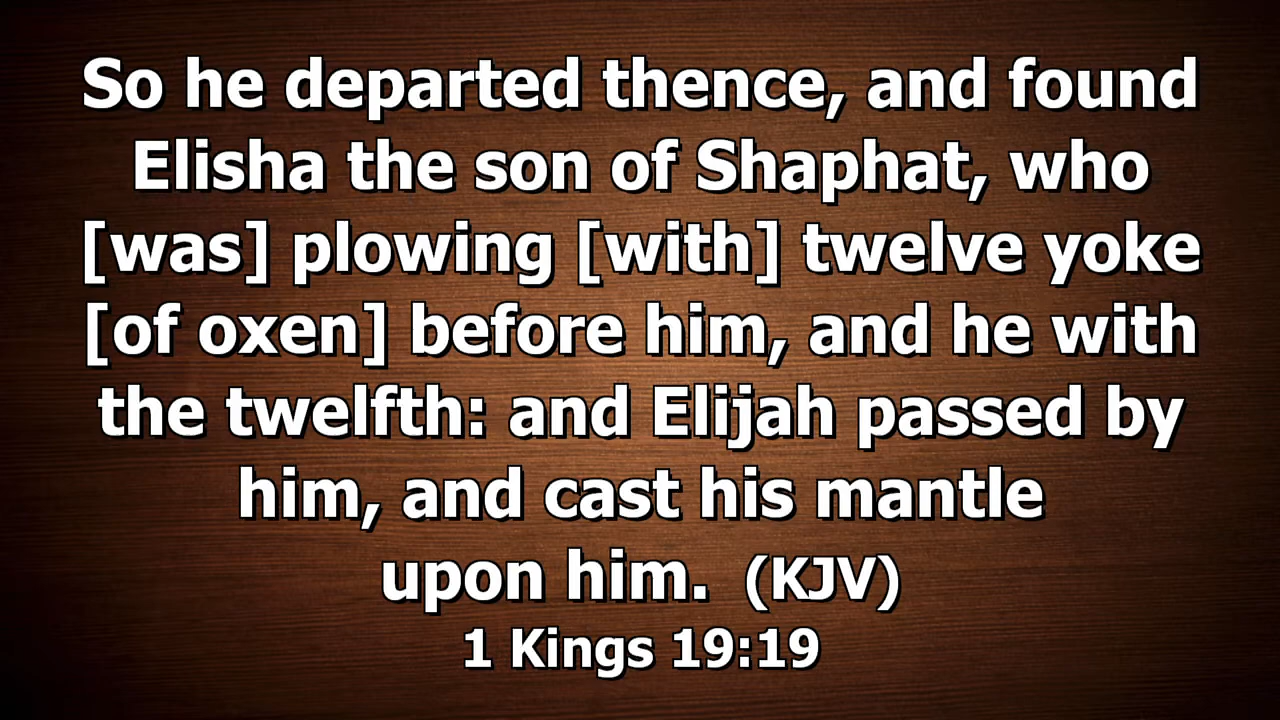 So he departed thence, and found
Elisha the son of Shaphat, who
[was] plowing [with] twelve yoke
[of oxen] before him, and he with
the twelfth: and Elijah passed by
him, and cast his mantle
upon him. (KJV)
1 Kings 19:19